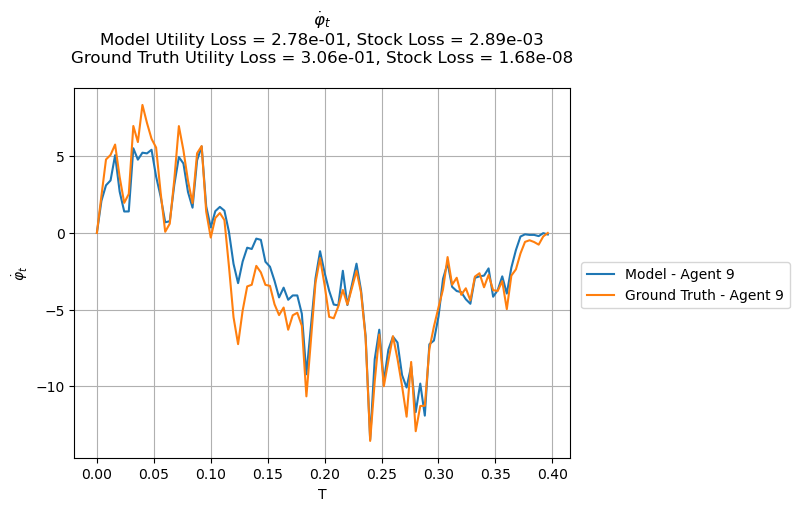 φ̇ₜ
Model Utility Loss = 2.78e-01, Stock Loss = 2.89e-03
Ground Truth Utility Loss = 3.06e-01, Stock Loss = 1.68e-08
5
0
−5
−10
φ̇ₜ
0.00 0.05 0.10 0.15 0.20 0.25 0.30 0.35 0.40
T
Model - Agent 9
Ground Truth - Agent 9